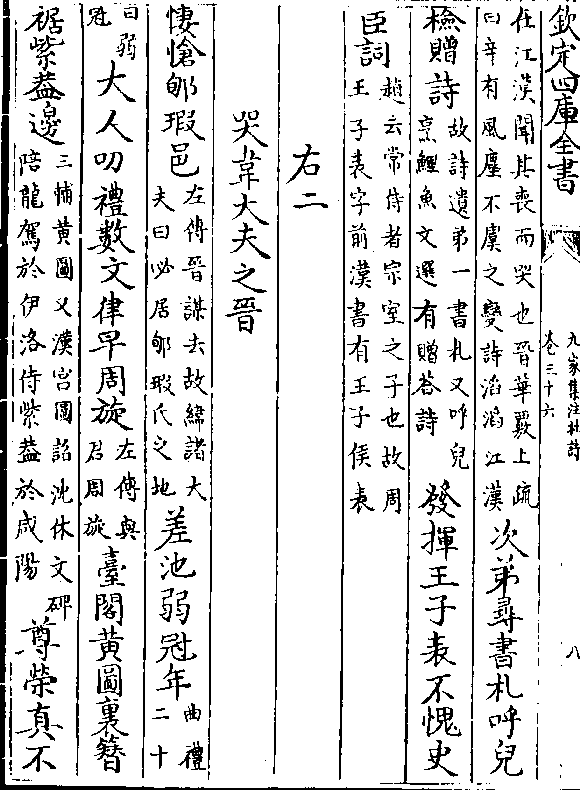 欽定四庫全書
九家集注杜詩
卷三十六
八
仕江漢聞其喪而哭也晉華覈上疏
曰辛有風塵不虞之變詩滔滔江漢
次第尋書札呼兒
檢贈詩
故詩遺第一書札又呼兒
烹鯉魚文選有贈荅詩
發揮王子表不愧史
臣詞
趙云常侍者宗室之子也故周
王子表字前漢書有王子侯表
右二
哭韋大夫之晉
悽愴郇瑕邑
左傳晉謀去故絳諸大
夫曰必居郇瑕氏之地
差池弱冠年
曲禮
二十
曰弱
冠
大人叨禮數文律早周旋
左傳與
君周旋
臺閣黃圖裏簪
裾紫葢邊
三輔黃圖又漢宮圖詔沈休文碑
陪龍駕於伊洛侍紫葢於咸陽
尊榮真不